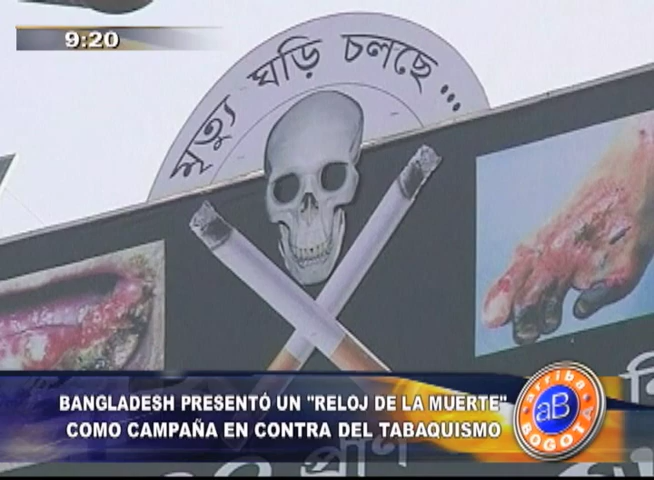 9:20
মৃত্যু ঘড়ি চলছে...
BANGLADESH PRESENTÓ UN "RELOJ DE LA MUERTE"
COMO CAMPAÑA EN CONTRA DEL TABAQUISMO
arriba
aB
BOGOTA
প্রাণ